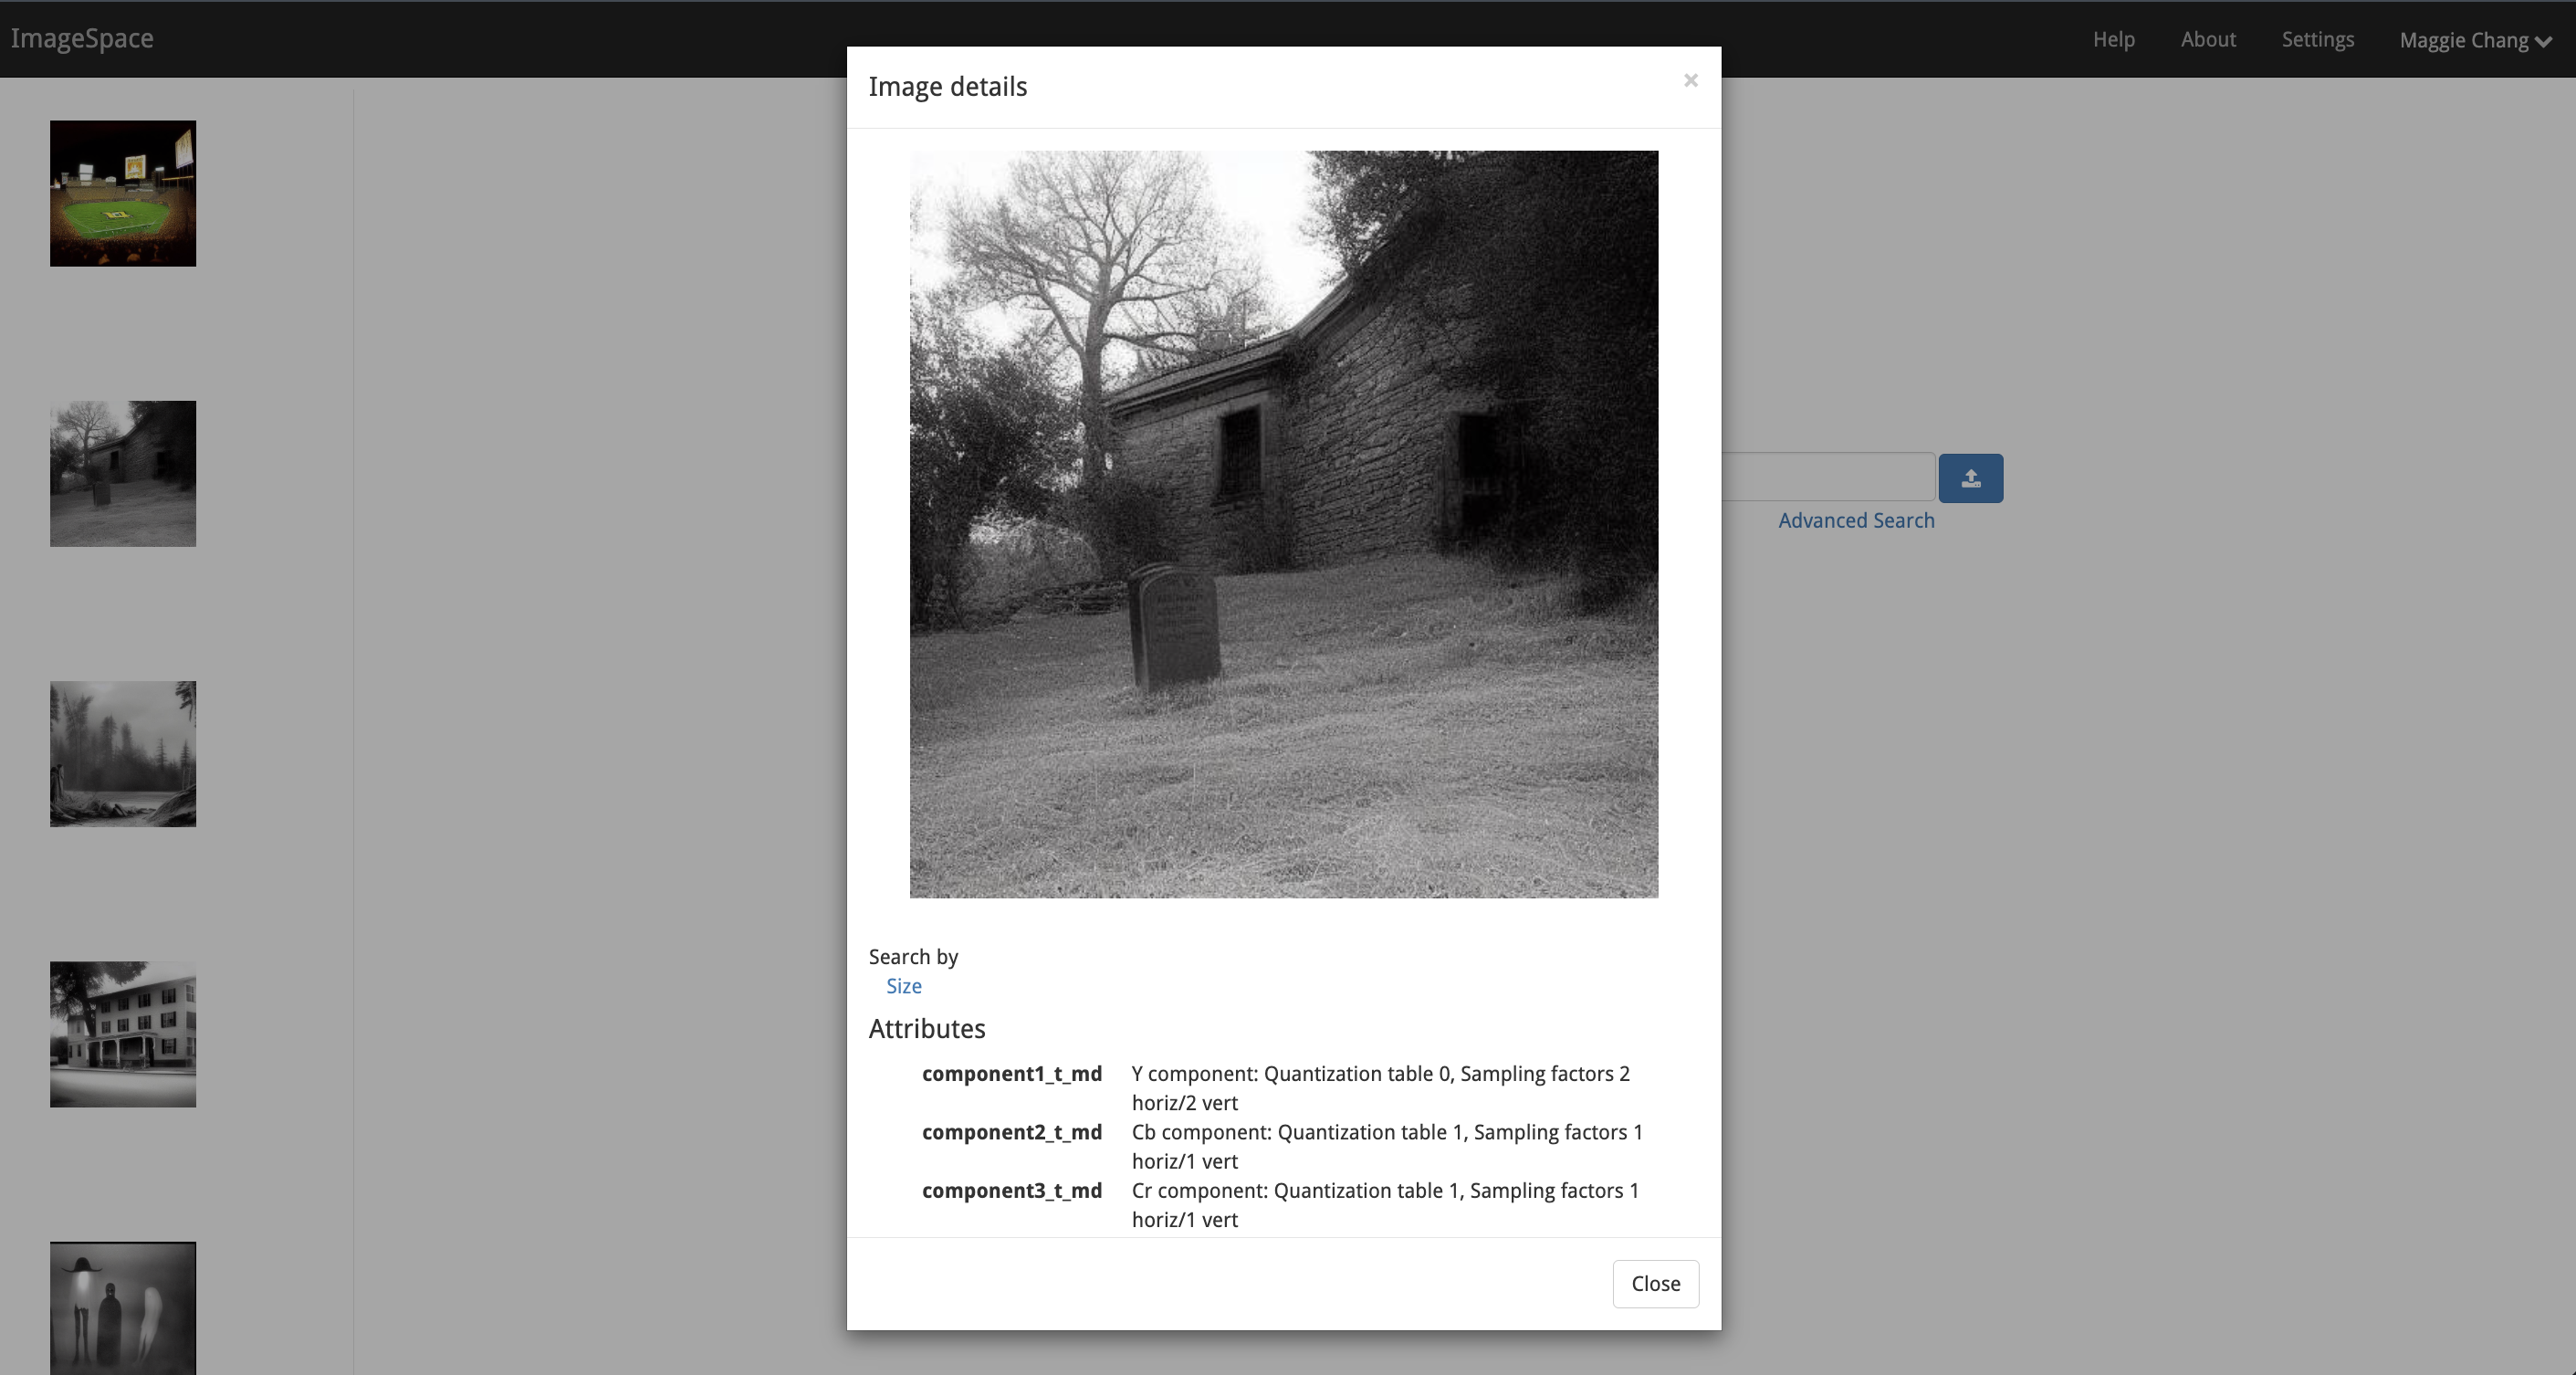 ImageSpace
Help About Settings Maggie Chang
Image details
×
Advanced Search
Search by
Size
Attributes
component1_t_md Y component: Quantization table 0, Sampling factors 2
horiz/2 vert
component2_t_md Cb component: Quantization table 1, Sampling factors 1
horiz/1 vert
component3_t_md Cr component: Quantization table 1, Sampling factors 1
horiz/1 vert
Close